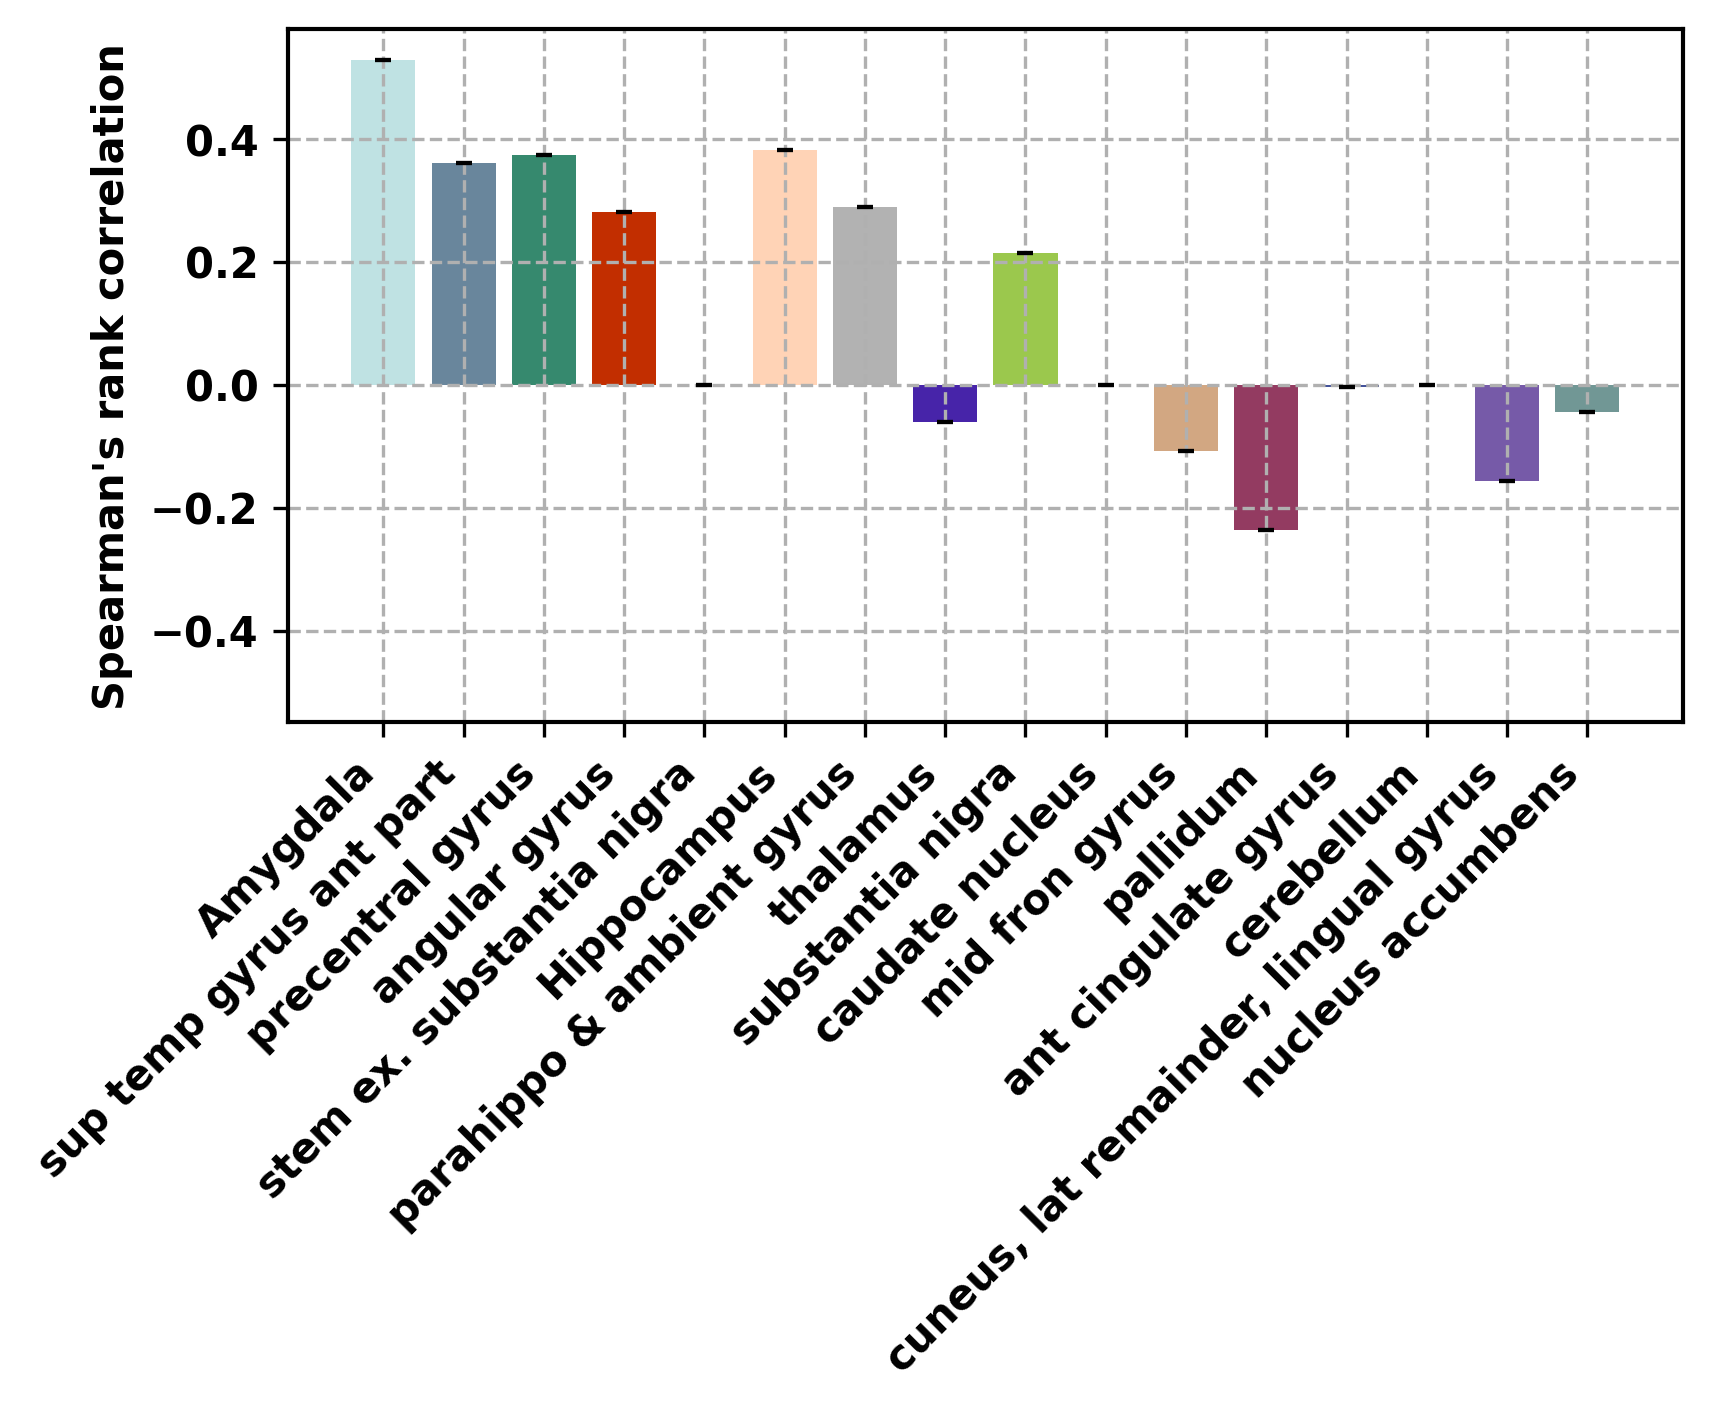 Spearman's rank correlation
0.4
0.2
0.0
−0.2
−0.4
Amygdala
sup temp gyrus ant part
precentral gyrus
angular gyrus
stem ex. substantia nigra
Hippocampus
parahippo & ambient gyrus
thalamus
substantia nigra
caudate nucleus
mid fron gyrus
pallidum
ant cingulate gyrus
cerebellum
cuneus, lat remainder, lingual gyrus
nucleus accumbens